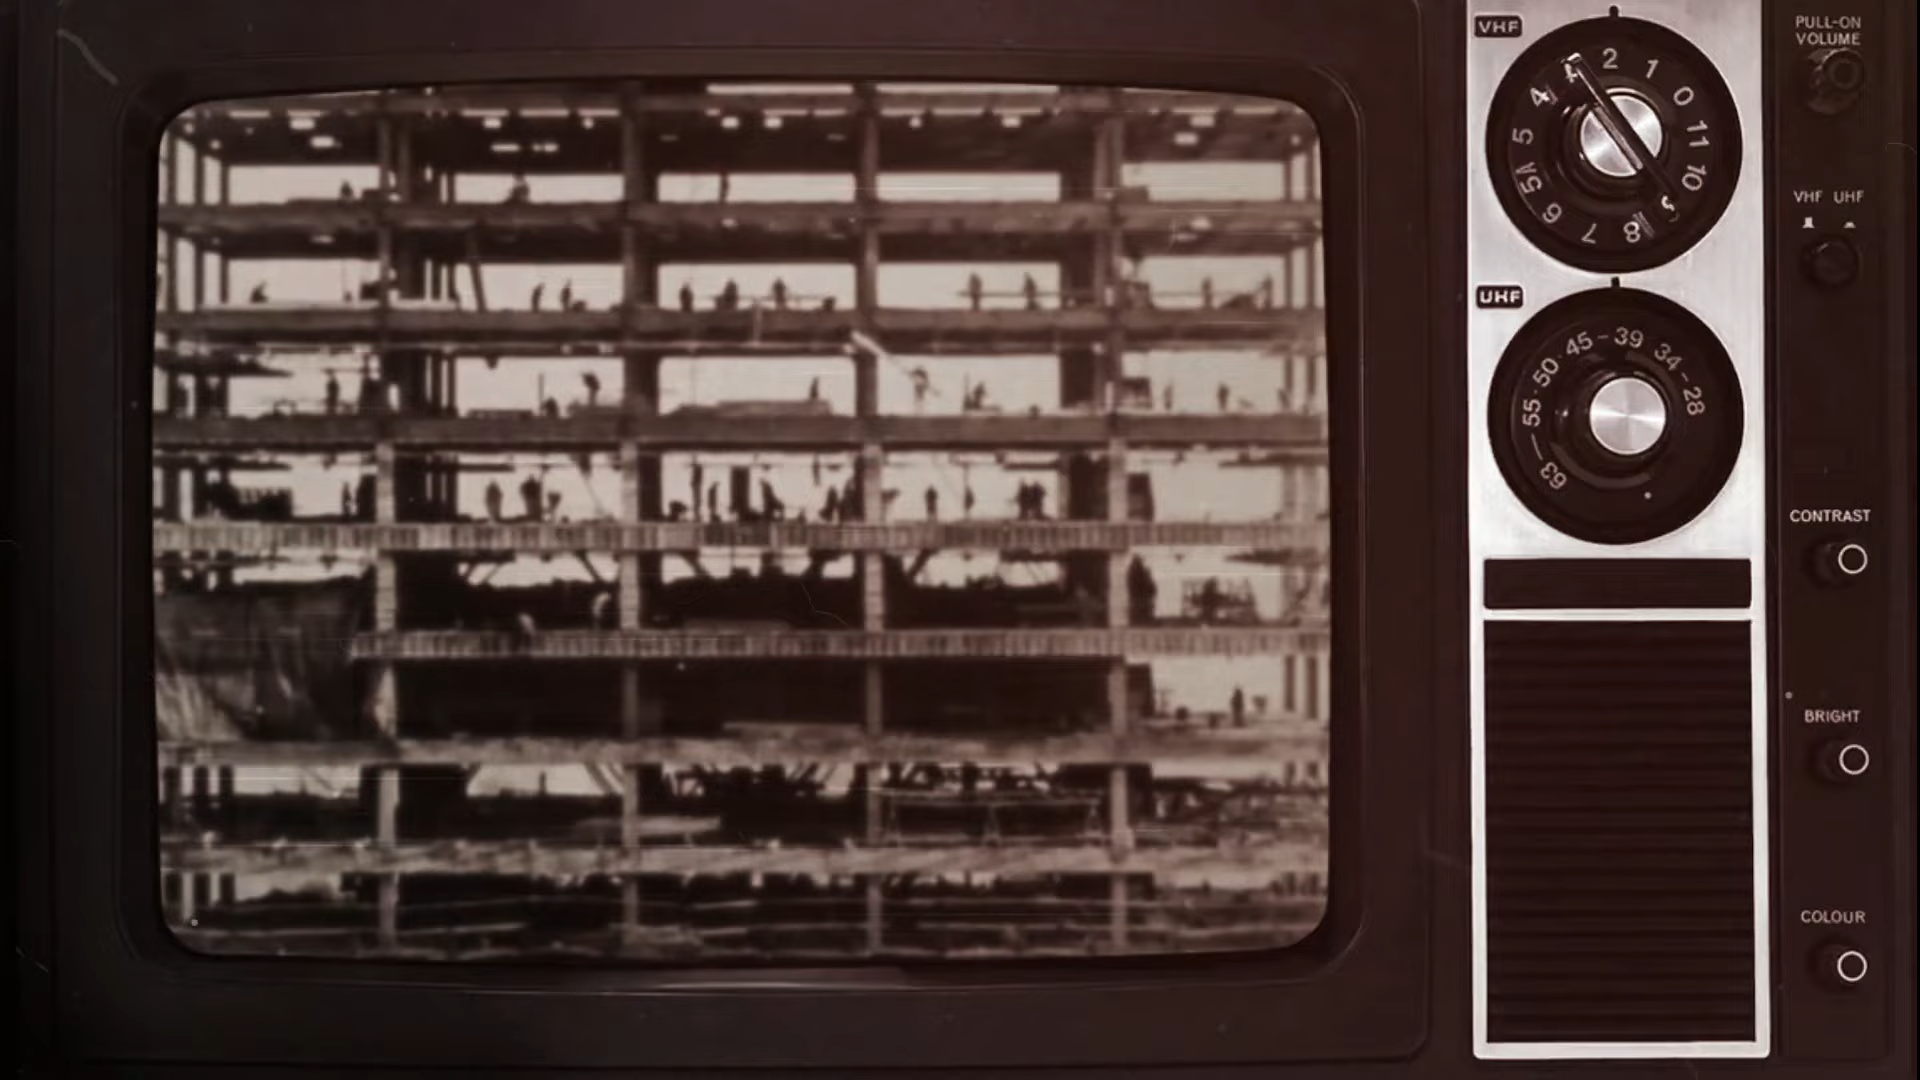 VHF
2
1
0
11
10
9
8
7
6
5A
5
4
UHF
63 — 55 · 50 · 45 – 39 34 – 28
PULL-ON
VOLUME
VHF UHF
CONTRAST
BRIGHT
COLOUR